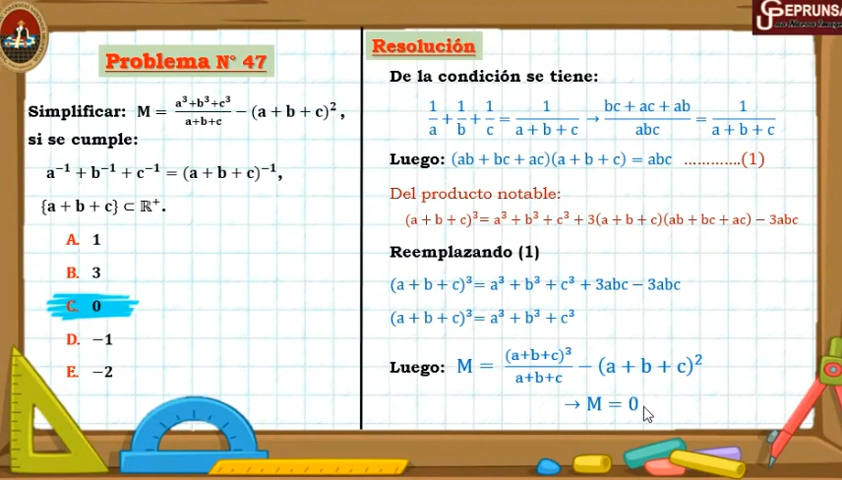 EPRUNSA
Problema N° 47
Simplificar: M = (a³+b³+c³)/(a+b+c) − (a + b + c)²,
si se cumple:
a⁻¹ + b⁻¹ + c⁻¹ = (a + b + c)⁻¹,
{a + b + c} ⊂ ℝ⁺.
A. 1
B. 3
C. 0
D. −1
E. −2
Resolución
De la condición se tiene:
1/a + 1/b + 1/c = 1/(a + b + c) → (bc + ac + ab)/abc = 1/(a + b + c)
Luego: (ab + bc + ac)(a + b + c) = abc .............(1)
Del producto notable:
(a + b + c)³= a³ + b³ + c³ + 3(a + b + c)(ab + bc + ac) − 3abc
Reemplazando (1)
(a + b + c)³= a³ + b³ + c³ + 3abc − 3abc
(a + b + c)³= a³ + b³ + c³
Luego: M = (a+b+c)³/(a+b+c) − (a + b + c)²
→ M = 0